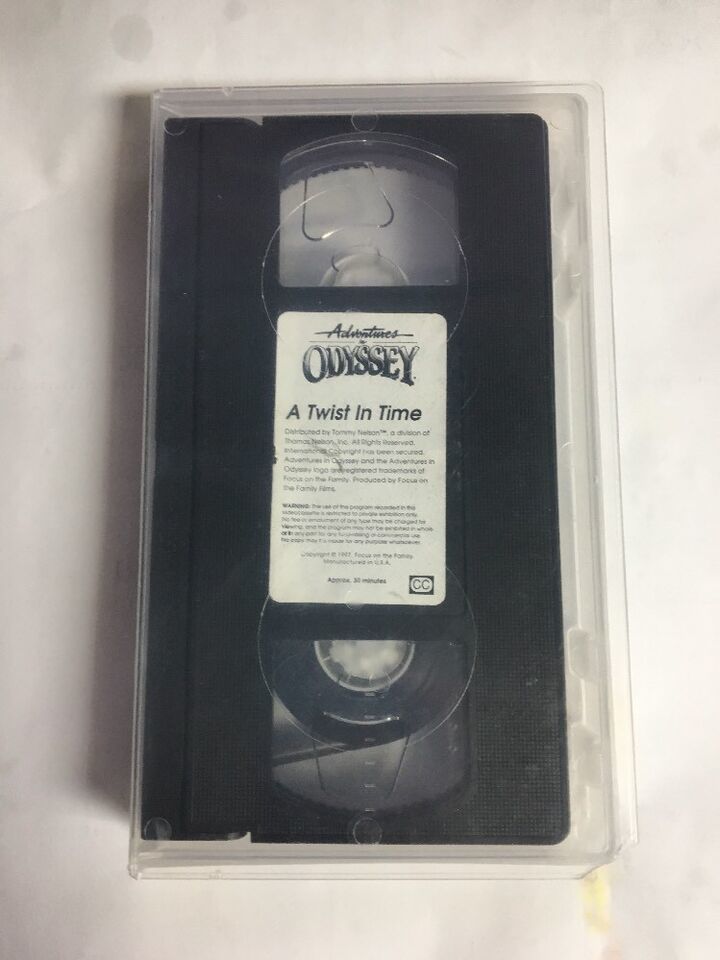 Adventures
in
ODYSSEY
A Twist In Time
Distributed by Tommy Nelson™, a division of
Thomas Nelson, Inc. All Rights Reserved.
International Copyright has been secured.
Adventures in Odyssey and the Adventures in
Odyssey logo are registered trademarks of
Focus on the Family. Produced by Focus on
the Family Films.
WARNING: The use of the program recorded in this
videocassette is restricted to private exhibition only.
No fee or emolument of any type may be charged for
viewing, and the program may not be exhibited in whole
or in any part for any fundraising or commercial use.
No copy may be made for any purpose whatsoever.
Copyright © 1997, Focus on the Family
Manufactured in U.S.A.
Approx. 30 minutes
CC